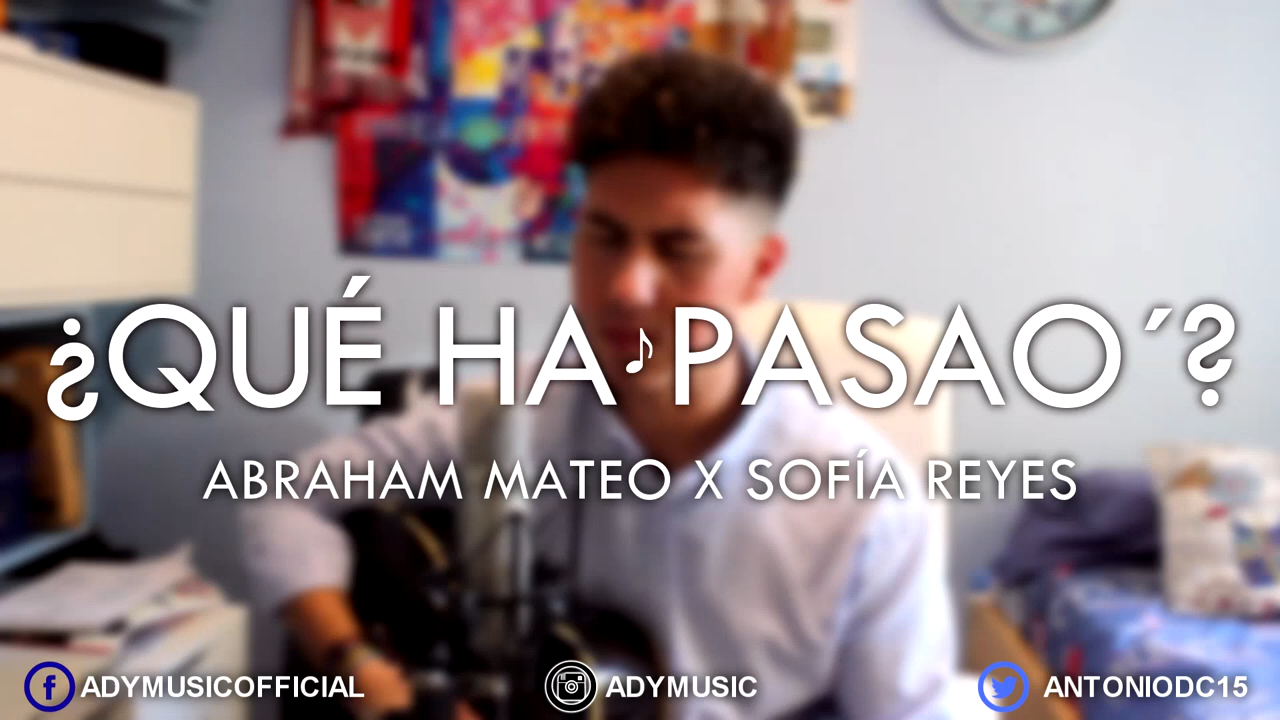 ¿QUÉ HA♪PASAO´?
ABRAHAM MATEO X SOFÍA REYES
ADYMUSICOFFICIAL ADYMUSIC ANTONIODC15